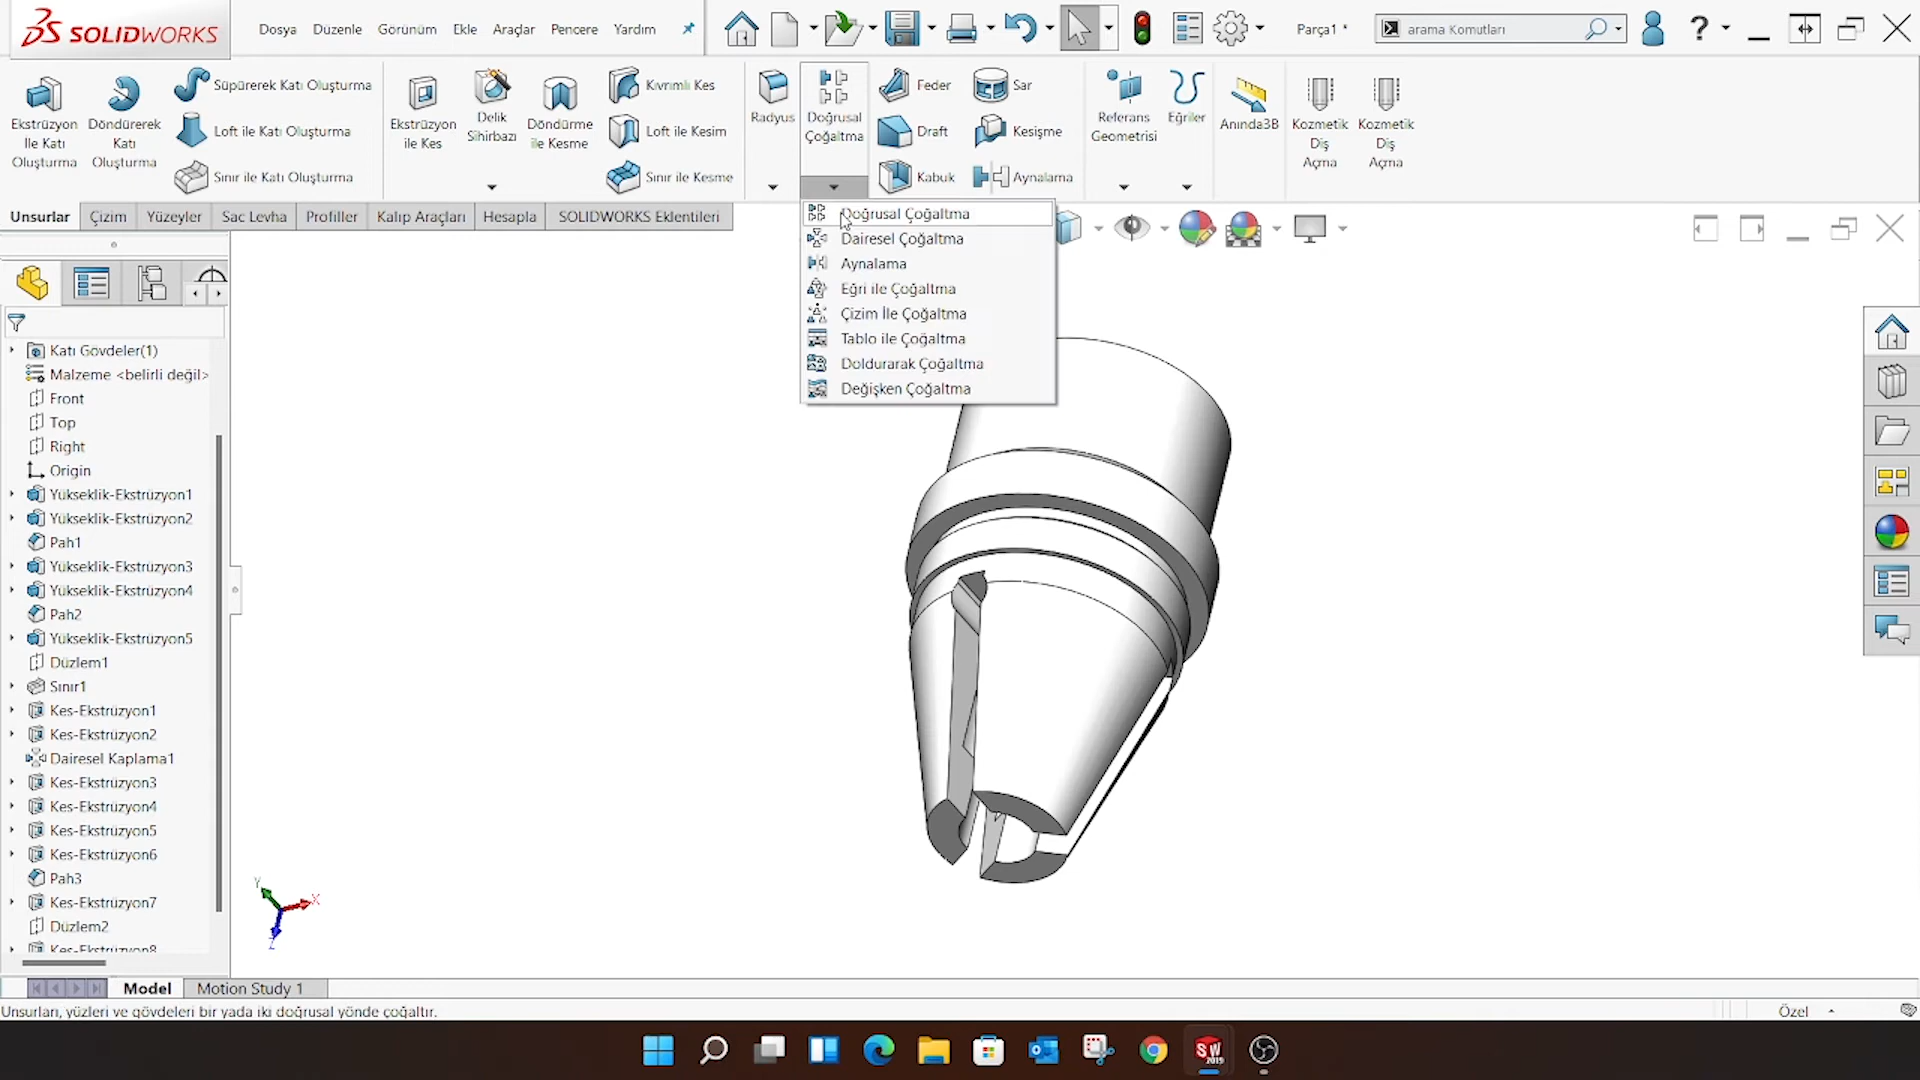 SOLIDWORKS
Dosya Düzenle Görünüm Ekle Araçlar Pencere Yardım
Parça1 *
arama Komutları
Ekstrüzyon İle Katı Oluşturma
Döndürerek Katı Oluşturma
Süpürerek Katı Oluşturma
Loft ile Katı Oluşturma
Sınır ile Katı Oluşturma
Ekstrüzyon ile Kes
Delik Sihirbazı
Döndürme ile Kesme
Kıvrımlı Kes
Loft ile Kesim
Sınır ile Kesme
Radyus
Doğrusal Çoğaltma
Feder
Draft
Kabuk
Sar
Kesişme
Aynalama
Referans Geometrisi
Eğriler
Anında3B
Kozmetik Diş Açma
Kozmetik Diş Açma
Unsurlar Çizim Yüzeyler Sac Levha Profiller Kalıp Araçları Hesapla SOLIDWORKS Eklentileri
Doğrusal Çoğaltma
Dairesel Çoğaltma
Aynalama
Eğri ile Çoğaltma
Çizim İle Çoğaltma
Tablo ile Çoğaltma
Doldurarak Çoğaltma
Değişken Çoğaltma
Katı Gövdeler(1)
Malzeme <belirli değil>
Front
Top
Right
Origin
Yükseklik-Ekstrüzyon1
Yükseklik-Ekstrüzyon2
Pah1
Yükseklik-Ekstrüzyon3
Yükseklik-Ekstrüzyon4
Pah2
Yükseklik-Ekstrüzyon5
Düzlem1
Sınır1
Kes-Ekstrüzyon1
Kes-Ekstrüzyon2
Dairesel Kaplama1
Kes-Ekstrüzyon3
Kes-Ekstrüzyon4
Kes-Ekstrüzyon5
Kes-Ekstrüzyon6
Pah3
Kes-Ekstrüzyon7
Düzlem2
Kes-Ekstrüzyon8
Y
X
Z
Model Motion Study 1
Unsurları, yüzleri ve gövdeleri bir yada iki doğrusal yönde çoğaltır.
Özel
SW
2019